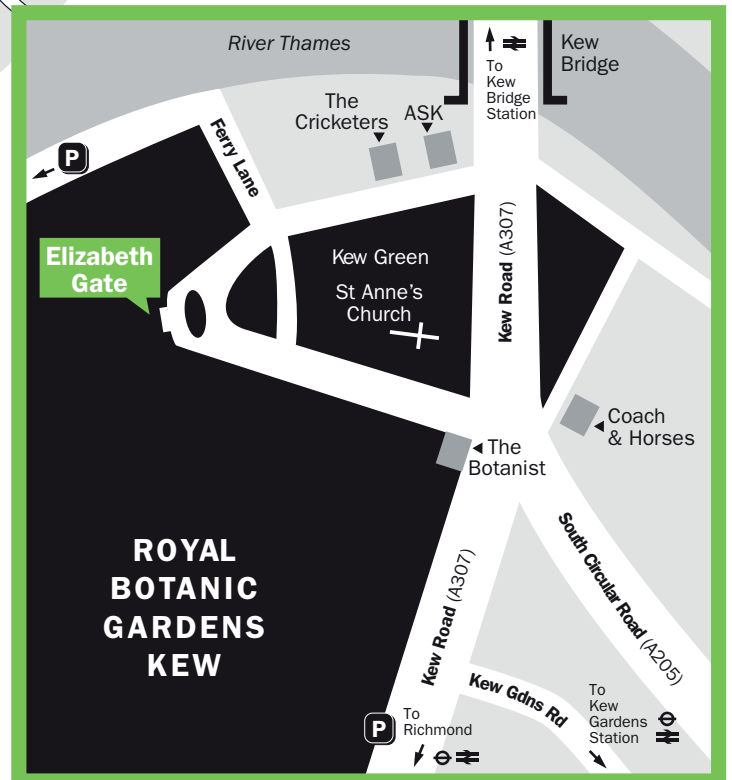 River Thames
To
Kew
Bridge
Station
Kew
Bridge
The
Cricketers
ASK
P
Ferry Lane
Elizabeth
Gate
Kew Green
St Anne's
Church
Kew Road (A307)
Coach
& Horses
The
Botanist
ROYAL
BOTANIC
GARDENS
KEW
South Circular Road (A205)
Kew Road (A307)
Kew Gdns Rd
To
Kew
Gardens
Station
P
To
Richmond